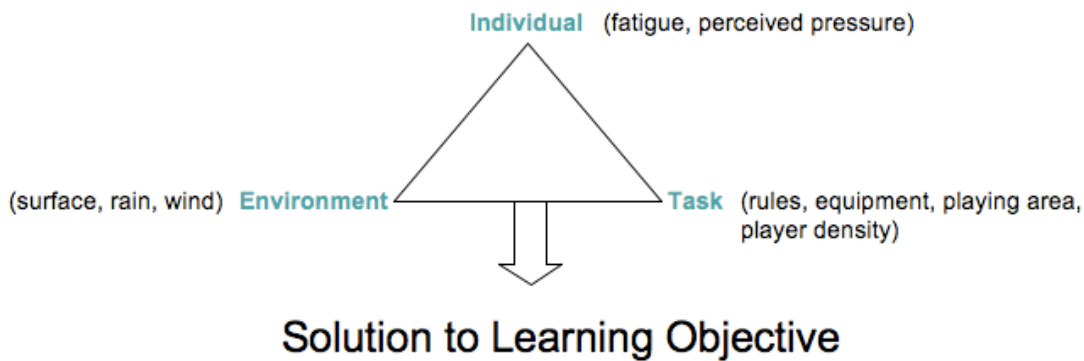 Individual (fatigue, perceived pressure)
(surface, rain, wind) Environment
Task (rules, equipment, playing area,
player density)
Solution to Learning Objective